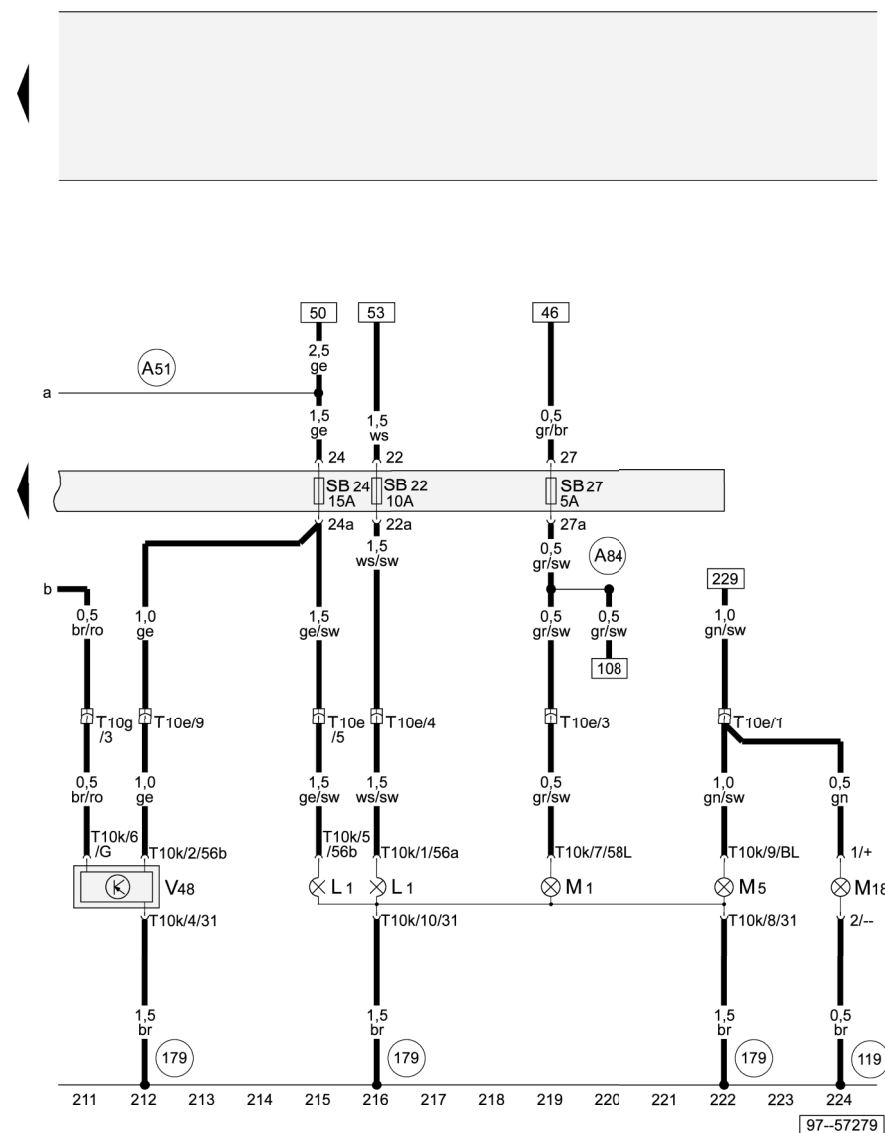 50 53 46
2,5
ge
A51
a
1,5
ge
1,5
ws
0,5
gr/br
24 22 27
SB 24 SB 22 SB 27
15A 10A 5A
24a 22a 27a
1,5
ws/sw
0,5
gr/sw
A84
229
b
0,5
br/ro
1,0
ge
1,5
ge/sw
0,5
gr/sw
0,5
gr/sw
1,0
gn/sw
108
T10g
/3
T10e/9
T10e
/5
T10e/4
T10e/3
T10e/1
0,5
br/ro
1,0
ge
1,5
ge/sw
1,5
ws/sw
0,5
gr/sw
1,0
gn/sw
0,5
gn
T10k/6
/G
T10k/2/56b
T10k/5
/56b
T10k/1/56a
T10k/7/58L
T10k/9/BL
1/+
V48 L1 L1 M1 M5 M18
T10k/4/31 T10k/10/31 T10k/8/31 2/--
1,5
br
1,5
br
1,5
br
0,5
br
179 179 179 119
211 212 213 214 215 216 217 218 219 220 221 222 223 224
97--57279